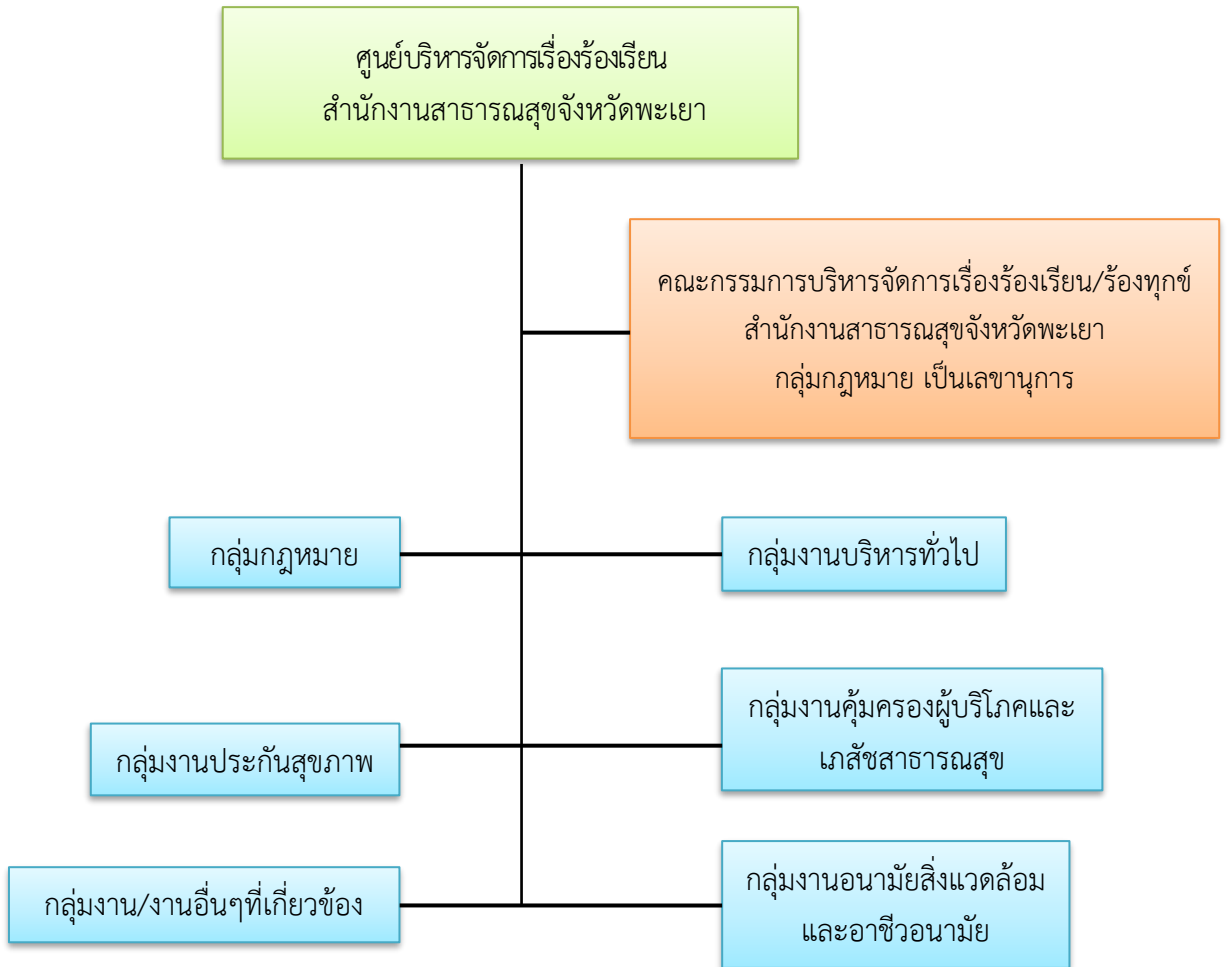 ศูนย์บริหารจัดการเรื่องร้องเรียน
สำนักงานสาธารณสุขจังหวัดพะเยา
คณะกรรมการบริหารจัดการเรื่องร้องเรียน/ร้องทุกข์
สำนักงานสาธารณสุขจังหวัดพะเยา
กลุ่มกฎหมาย เป็นเลขานุการ
กลุ่มกฎหมาย
กลุ่มงานบริหารทั่วไป
กลุ่มงานประกันสุขภาพ
กลุ่มงานคุ้มครองผู้บริโภคและ
เภสัชสาธารณสุข
กลุ่มงาน/งานอื่นๆที่เกี่ยวข้อง
กลุ่มงานอนามัยสิ่งแวดล้อม
และอาชีวอนามัย